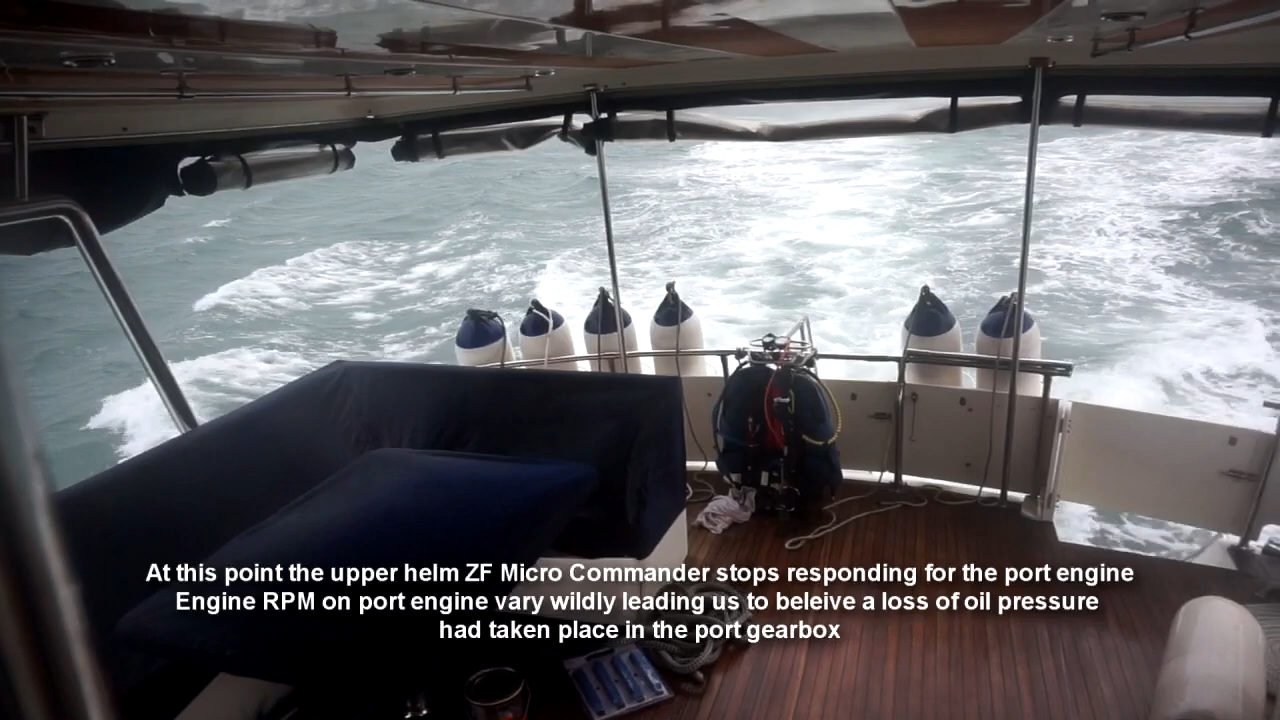 At this point the upper helm ZF Micro Commander stops responding for the port engine
Engine RPM on port engine vary wildly leading us to beleive a loss of oil pressure
had taken place in the port gearbox